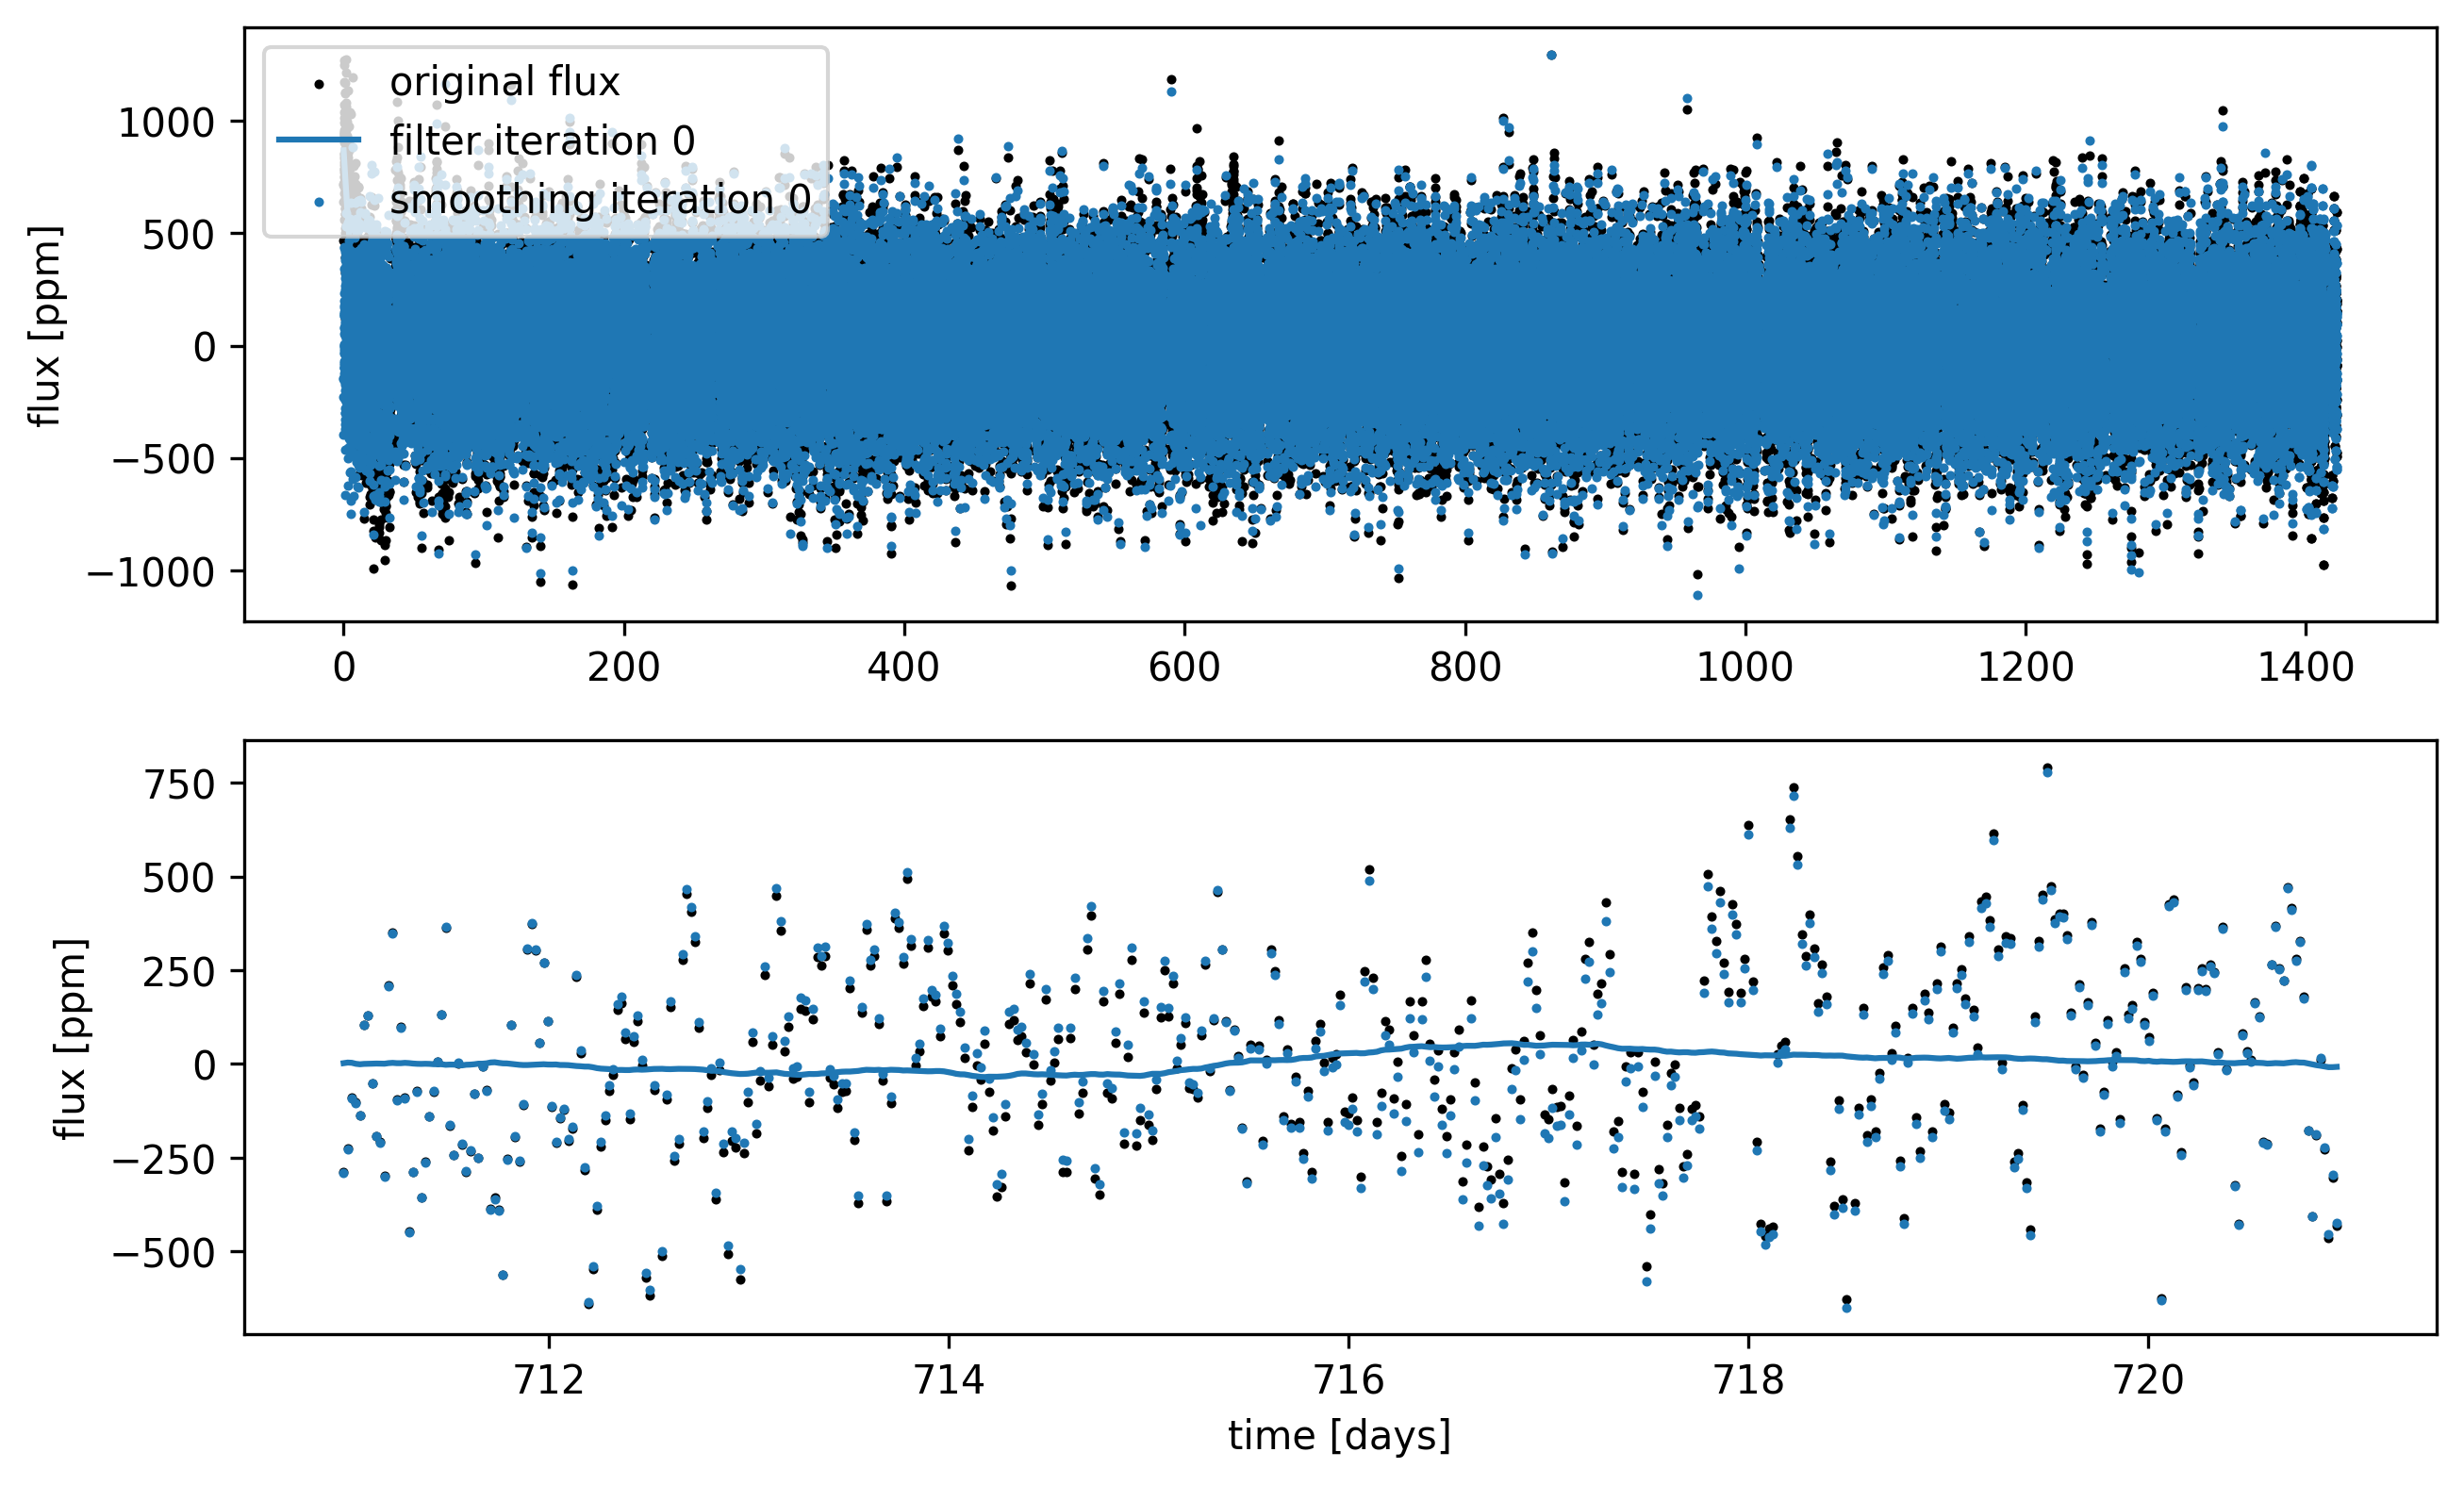 original flux
filter iteration 0
smoothing iteration 0
flux [ppm]
1000
500
0
−500
−1000
0 200 400 600 800 1000 1200 1400
flux [ppm]
750
500
250
0
−250
−500
712 714 716 718 720
time [days]